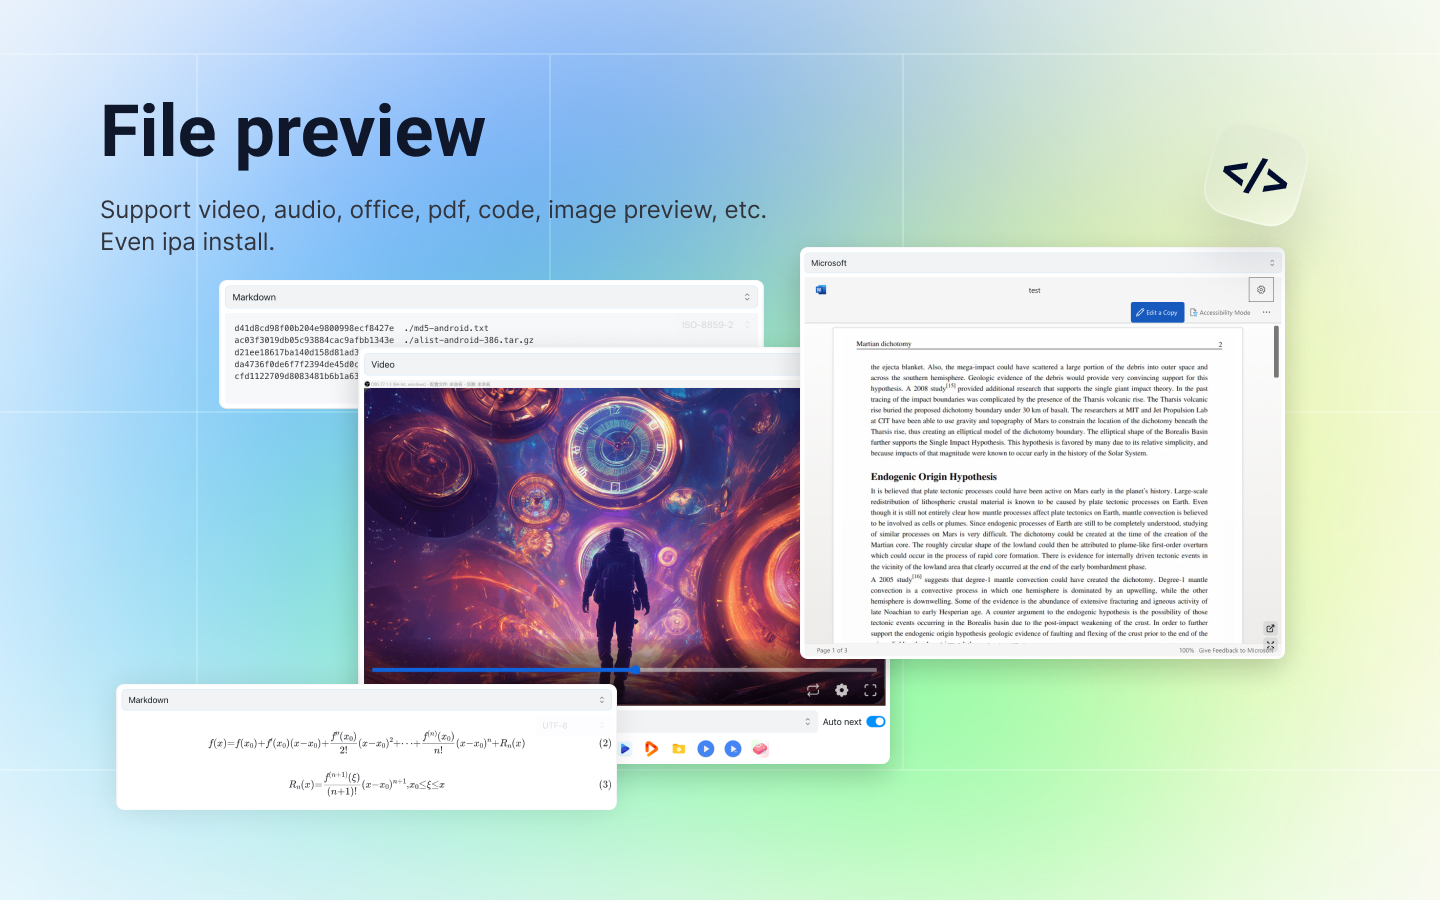 File preview
Support video, audio, office, pdf, code, image preview, etc.
Even ipa install.
Markdown
ISO-8859-2
d41d8cd98f00b204e9800998ecf8427e ./md5-android.txt
ac03f3019db05c93884cac9afbb1343e ./alist-android-386.tar.gz
d21ee18617ba140d158d81ad3
da4736f0de6f7f2394de45d0c
cfd1122709d8083481b6b1a63
Video
Auto next
Markdown
UTF-8
f(x)=f(x₀)+f′(x₀)(x−x₀)+f″(x₀)/2!(x−x₀)²+···+f⁽ⁿ⁾(x₀)/n!(x−x₀)ⁿ+Rₙ(x) (2)
Rₙ(x)=f⁽ⁿ⁺¹⁾(ξ)/(n+1)!(x−x₀)ⁿ⁺¹,x₀≤ξ≤x (3)
</>
Microsoft
test
Edit a Copy Accessibility Mode ···
Martian dichotomy 2
the ejecta blanket. Also, the mega-impact could have scattered a large portion of the debris into outer space and
across the southern hemisphere. Geologic evidence of the debris would provide very convincing support for this
hypothesis. A 2008 study[15] provided additional research that supports the single giant impact theory. In the past
tracing of the impact boundaries was complicated by the presence of the Tharsis volcanic rise. The Tharsis volcanic
rise buried the proposed dichotomy boundary under 30 km of basalt. The researchers at MIT and Jet Propulsion Lab
at CIT have been able to use gravity and topography of Mars to constrain the location of the dichotomy beneath the
Tharsis rise, thus creating an elliptical model of the dichotomy boundary. The elliptical shape of the Borealis Basin
further supports the Single Impact Hypothesis. This hypothesis is favored by many due to its relative simplicity, and
because impacts of that magnitude were known to occur early in the history of the Solar System.
Endogenic Origin Hypothesis
It is believed that plate tectonic processes could have been active on Mars early in the planet's history. Large-scale
redistribution of lithospheric crustal material is known to be caused by plate tectonic processes on Earth. Even
though it is still not entirely clear how mantle processes affect plate tectonics on Earth, mantle convection is believed
to be involved as cells or plumes. Since endogenic processes of Earth are still to be completely understood, studying
of similar processes on Mars is very difficult. The dichotomy could be created at the time of the creation of the
Martian core. The roughly circular shape of the lowland could then be attributed to plume-like first-order overturn
which could occur in the process of rapid core formation. There is evidence for internally driven tectonic events in
the vicinity of the lowland area that clearly occurred at the end of the early bombardment phase.
A 2005 study[16] suggests that degree-1 mantle convection could have created the dichotomy. Degree-1 mantle
convection is a convective process in which one hemisphere is dominated by an upwelling, while the other
hemisphere is downwelling. Some of the evidence is the abundance of extensive fracturing and igneous activity of
late Noachian to early Hesperian age. A counter argument to the endogenic hypothesis is the possibility of those
tectonic events occurring in the Borealis basin due to the post-impact weakening of the crust. In order to further
support the endogenic origin hypothesis geologic evidence of faulting and flexing of the crust prior to the end of the
Page 1 of 3 100% Give Feedback to Microsoft